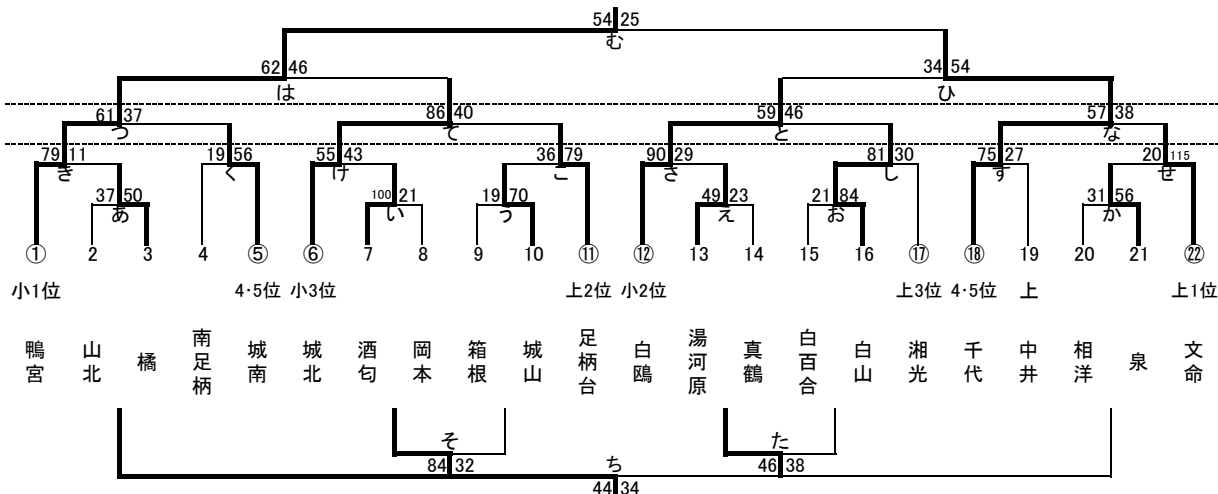 54 25
む
62 46 34 54
は ひ
61 37 86 40 59 46 57 38
つ て と な
79 11 19 56 55 43 36 79 90 29 81 30 75 27 20 115
き く け こ さ し す せ
37 50 100 21 19 70 49 23 21 84 31 56
あ い う え お か
① 2 3 4 ⑤ ⑥ 7 8 9 10 ⑪ ⑫ 13 14 15 16 ⑰ ⑱ 19 20 21 ㉒
小1位 4・5位 小3位 上2位 小2位 上3位 4・5位 上 上1位
鴨宮
山北
橘
南足柄
城南
城北
酒匂
岡本
箱根
城山
足柄台
白鴎
湯河原
真鶴
白百合
白山
湘光
千代
中井
相洋
泉
文命
そ た
84 32 46 38
ち
44 34